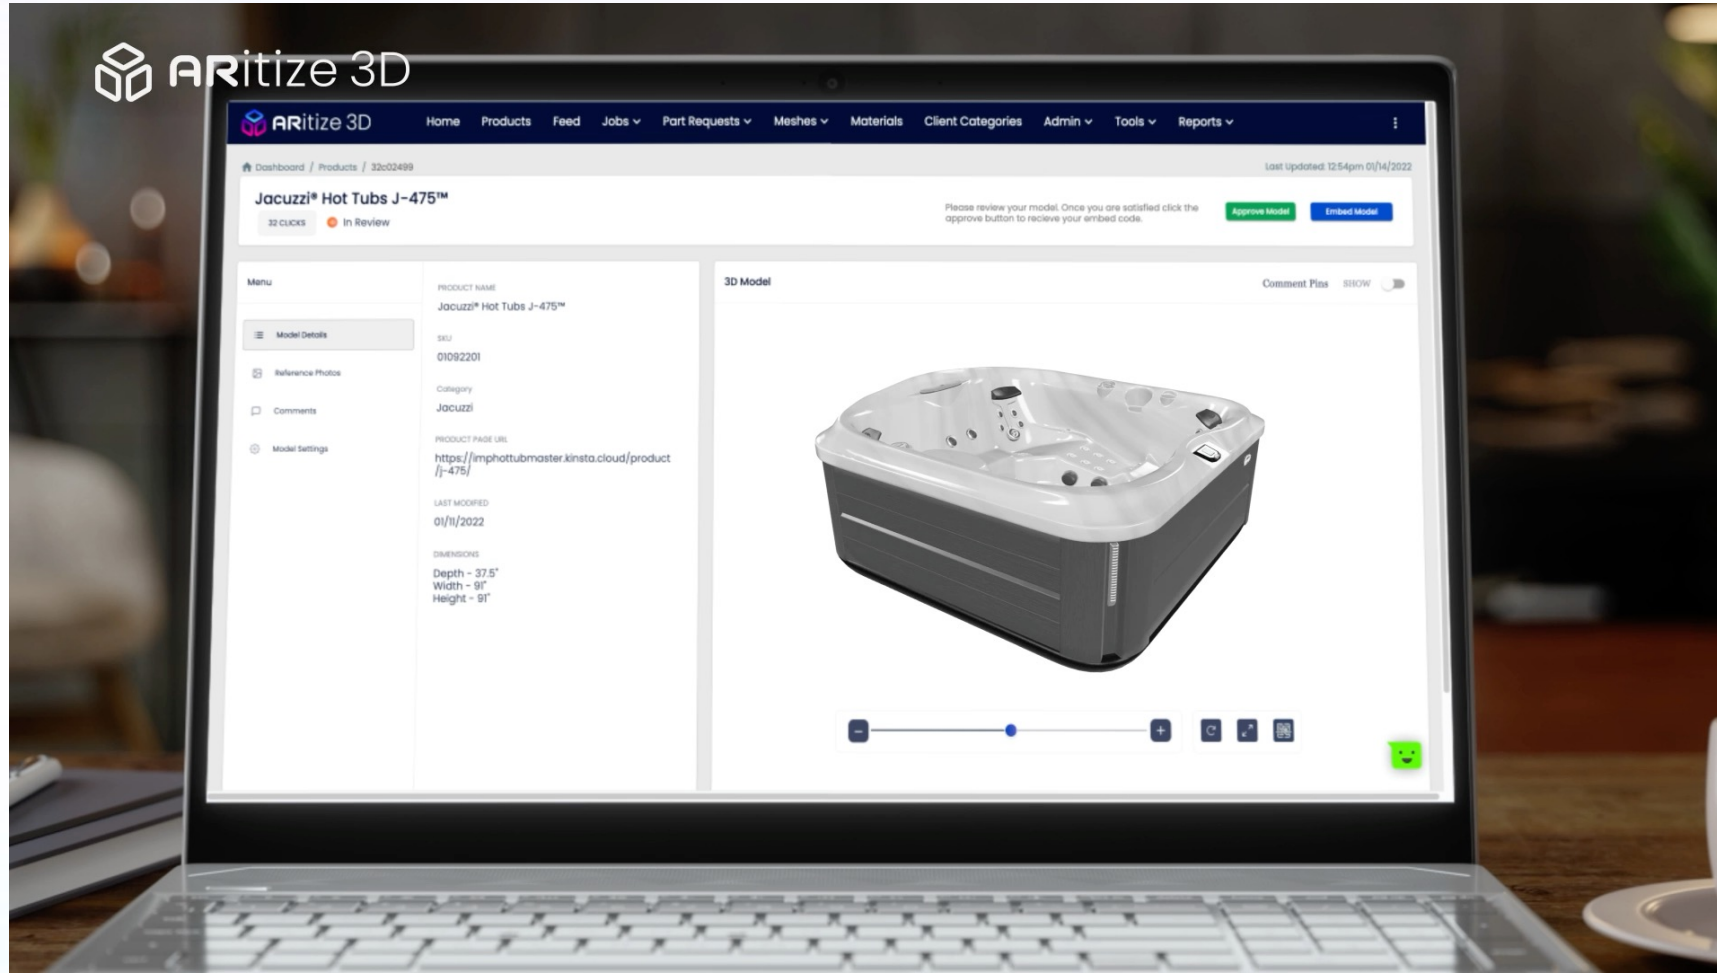 ARitize 3D
ARitize 3D
Home Products Feed Jobs Part Requests Meshes Materials Client Categories Admin Tools Reports
Dashboard / Products / 32c02499
Last Updated: 12:54pm 01/14/2022
Jacuzzi® Hot Tubs J-475™
32 CLICKS
In Review
Please review your model. Once you are satisfied click the
approve button to recieve your embed code.
Approve Model
Embed Model
Menu
Model Details
Reference Photos
Comments
Model Settings
PRODUCT NAME
Jacuzzi® Hot Tubs J-475™
SKU
01092201
Category
Jacuzzi
PRODUCT PAGE URL
https://imphottubmaster.kinsta.cloud/product
/j-475/
LAST MODIFIED
01/11/2022
DIMENSIONS
Depth - 37.5"
Width - 91"
Height - 91"
3D Model
Comment Pins SHOW